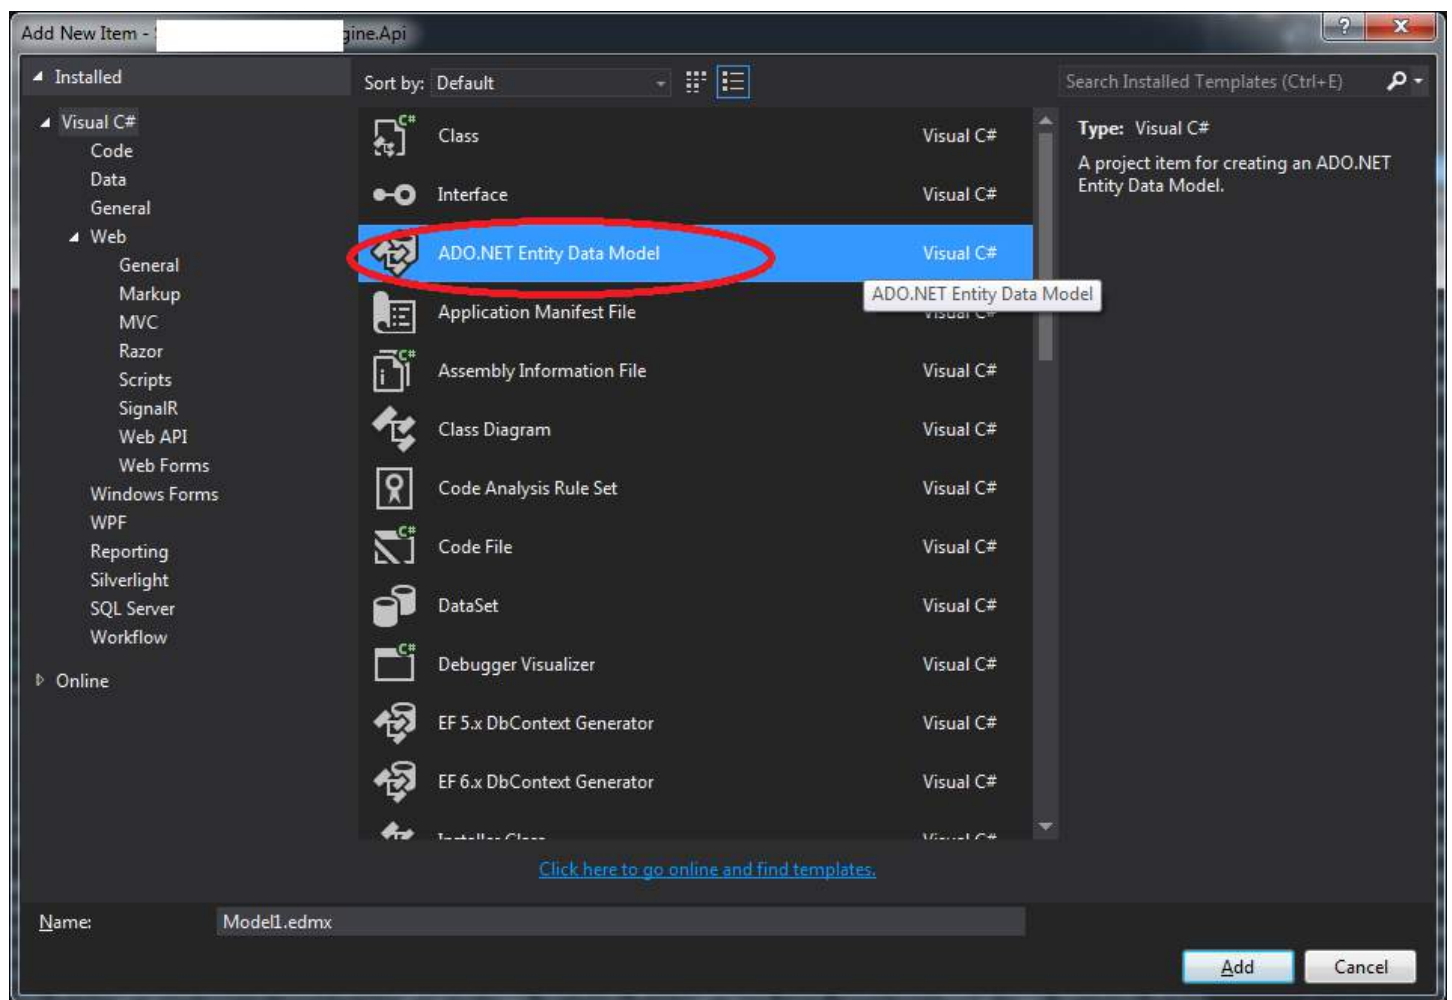 Add New Item - gine.Api
Installed
Sort by: Default
Search Installed Templates (Ctrl+E)
Visual C#
Code
Data
General
Web
General
Markup
MVC
Razor
Scripts
SignalR
Web API
Web Forms
Windows Forms
WPF
Reporting
Silverlight
SQL Server
Workflow
Online
C# Class Visual C#
Interface Visual C#
ADO.NET Entity Data Model Visual C#
ADO.NET Entity Data Model
Application Manifest File Visual C#
C# Assembly Information File Visual C#
Class Diagram Visual C#
Code Analysis Rule Set Visual C#
C# Code File Visual C#
DataSet Visual C#
C# Debugger Visualizer Visual C#
EF 5.x DbContext Generator Visual C#
EF 6.x DbContext Generator Visual C#
Installer Class Visual C#
Click here to go online and find templates.
Type: Visual C#
A project item for creating an ADO.NET
Entity Data Model.
Name: Model1.edmx
Add Cancel